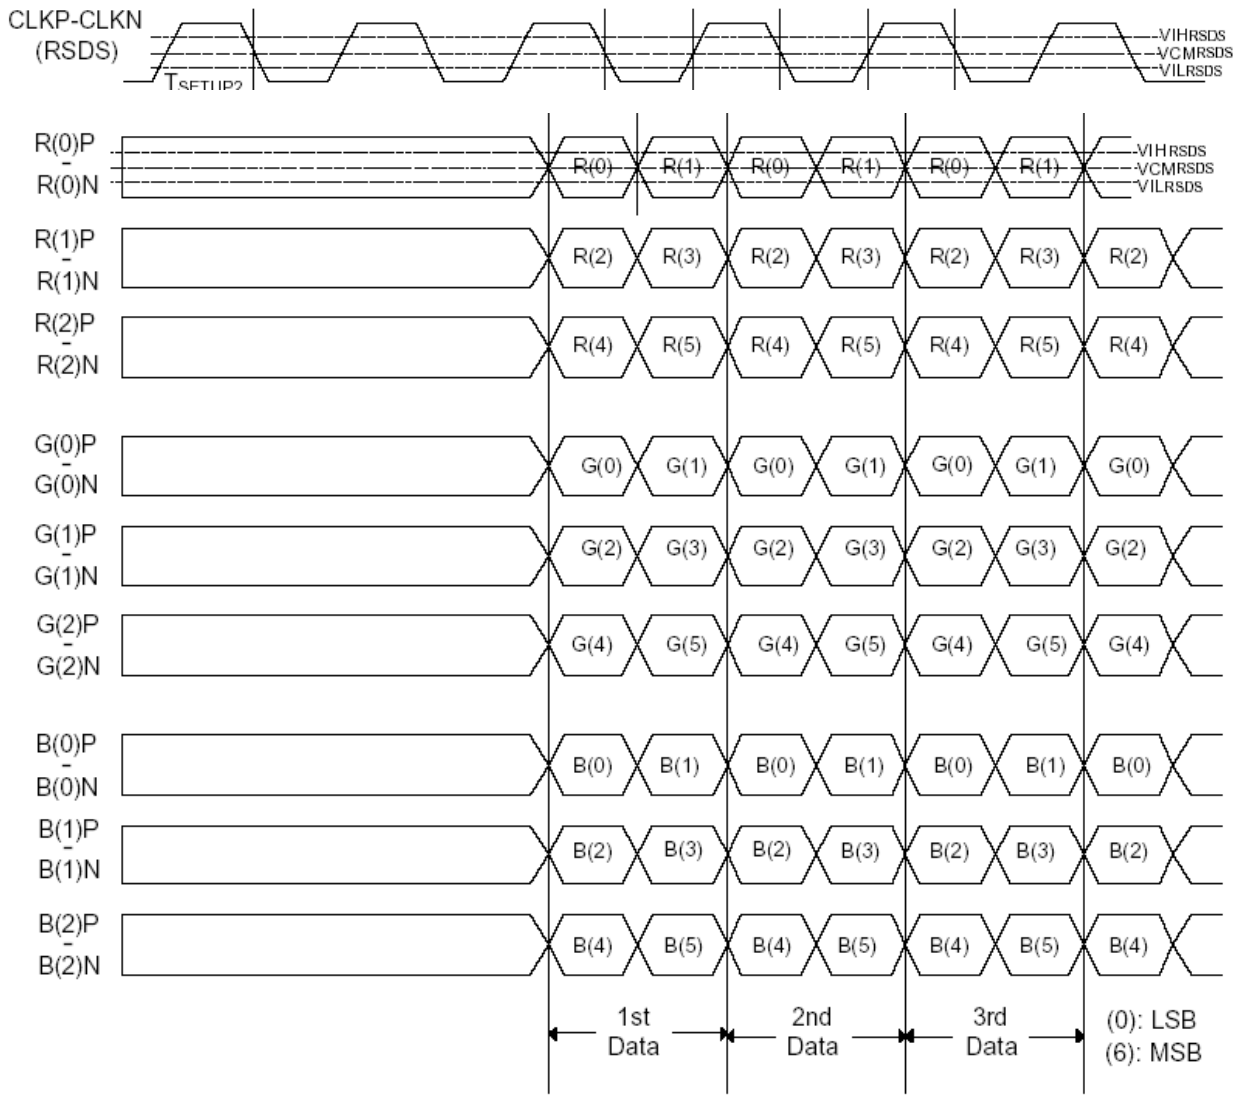 CLKP-CLKN
(RSDS)
VIHRSDS
VCMRSDS
VILRSDS
TSETUP2
R(0)P
-
R(0)N
R(0) R(1) R(0) R(1) R(0) R(1)
VIHRSDS
VCMRSDS
VILRSDS
R(1)P
-
R(1)N
R(2) R(3) R(2) R(3) R(2) R(3) R(2)
R(2)P
-
R(2)N
R(4) R(5) R(4) R(5) R(4) R(5) R(4)
G(0)P
-
G(0)N
G(0) G(1) G(0) G(1) G(0) G(1) G(0)
G(1)P
-
G(1)N
G(2) G(3) G(2) G(3) G(2) G(3) G(2)
G(2)P
-
G(2)N
G(4) G(5) G(4) G(5) G(4) G(5) G(4)
B(0)P
-
B(0)N
B(0) B(1) B(0) B(1) B(0) B(1) B(0)
B(1)P
-
B(1)N
B(2) B(3) B(2) B(3) B(2) B(3) B(2)
B(2)P
-
B(2)N
B(4) B(5) B(4) B(5) B(4) B(5) B(4)
1st
Data
2nd
Data
3rd
Data
(0): LSB
(6): MSB